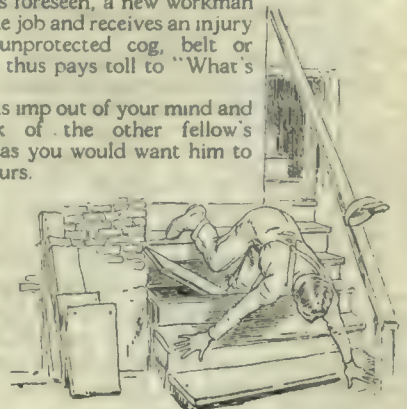 s foreseen, a new workman
e job and receives an injury
unprotected cog, belt or
thus pays toll to "What's
s imp out of your mind and
k of the other fellow's
as you would want him to
urs.